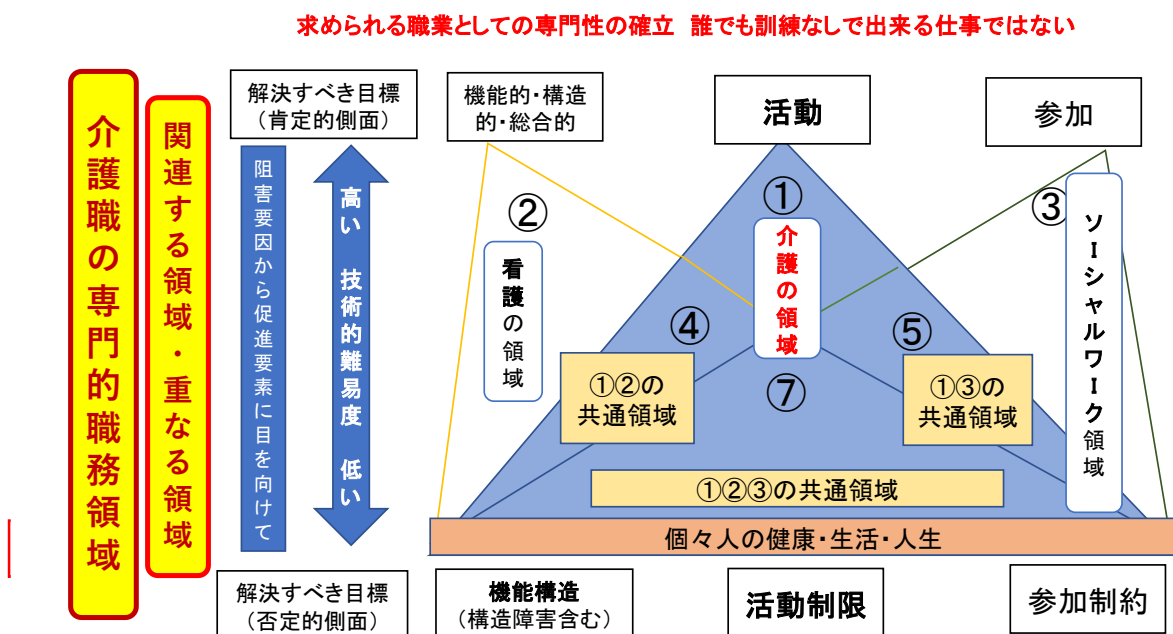 求められる職業としての専門性の確立 誰でも訓練なしで出来る仕事ではない
介護職の専門的職務領域
関連する領域・重なる領域
解決すべき目標
（肯定的側面）
阻害要因から促進要素に目を向けて
高い 技術的難易度 低い
解決すべき目標
（否定的側面）
機能的・構造
的・総合的
活動
参加
②
看護の領域
①
介護の領域
③
ソーシャルワーク領域
④
⑤
①②の
共通領域
⑦
①③の
共通領域
①②③の共通領域
個々人の健康・生活・人生
機能構造
（構造障害含む）
活動制限
参加制約